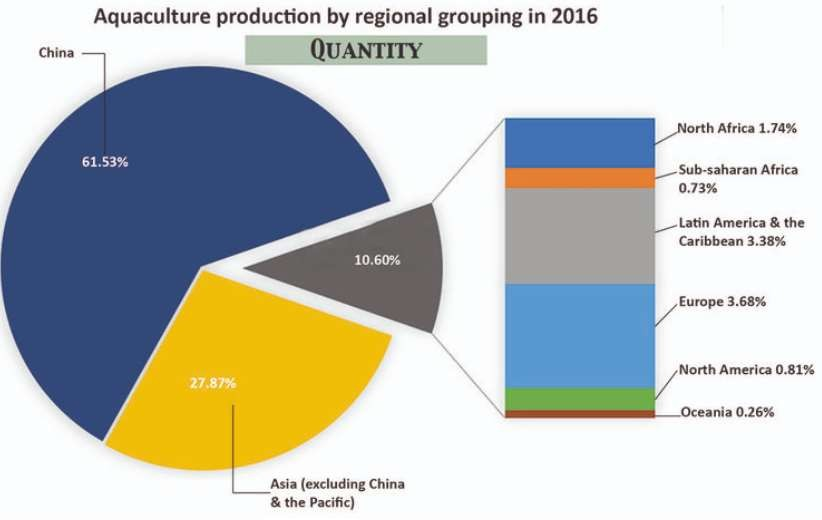 Aquaculture production by regional grouping in 2016
QUANTITY
China
61.53%
10.60%
27.87%
Asia (excluding China
& the Pacific)
North Africa 1.74%
Sub-saharan Africa
0.73%
Latin America & the
Caribbean 3.38%
Europe 3.68%
North America 0.81%
Oceania 0.26%